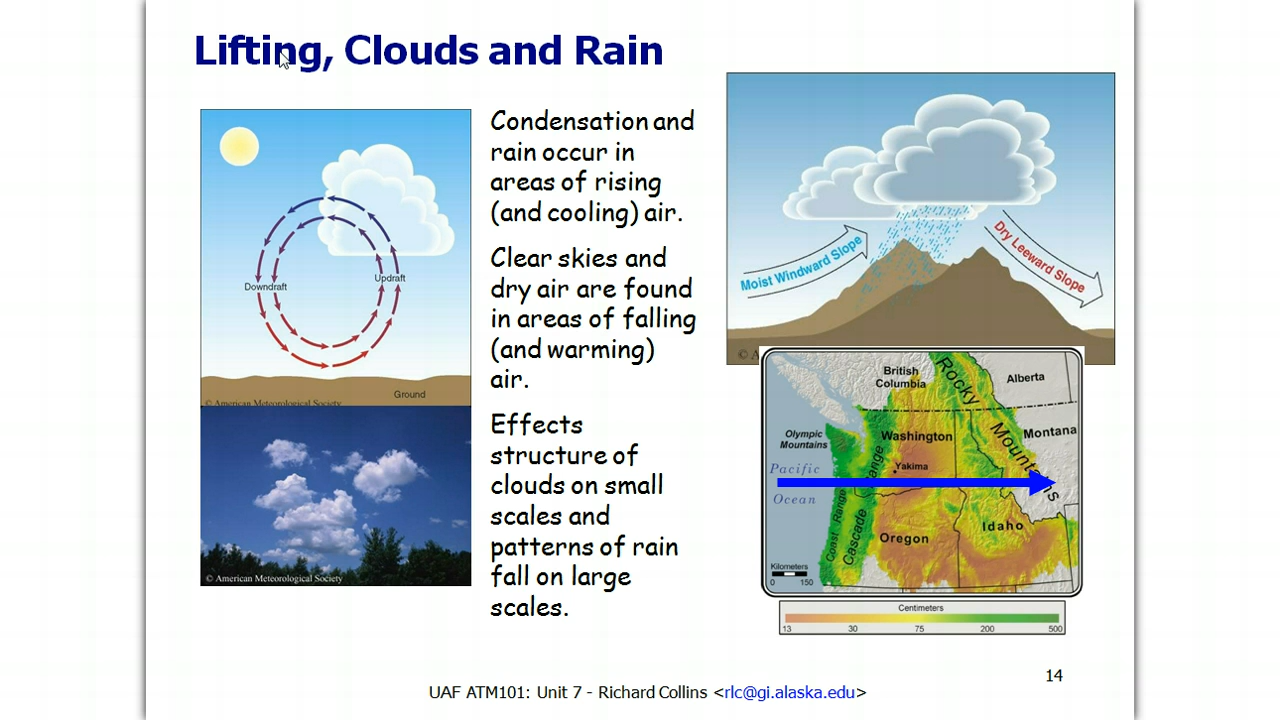 Lifting, Clouds and Rain
Downdraft
Updraft
Ground
© American Meteorological Society
© American Meteorological Society
Condensation and
rain occur in
areas of rising
(and cooling) air.
Clear skies and
dry air are found
in areas of falling
(and warming)
air.
Effects
structure of
clouds on small
scales and
patterns of rain
fall on large
scales.
Moist Windward Slope
Dry Leeward Slope
© A
British
Columbia
Alberta
Rocky
Mountains
Montana
Olympic
Mountains
Washington
Yakima
Pacific
Ocean
Coast Range
Cascade
Oregon
Idaho
Kilometers
0 150
Centimeters
13 30 75 200 500
14
UAF ATM101: Unit 7 - Richard Collins <rlc@gi.alaska.edu>